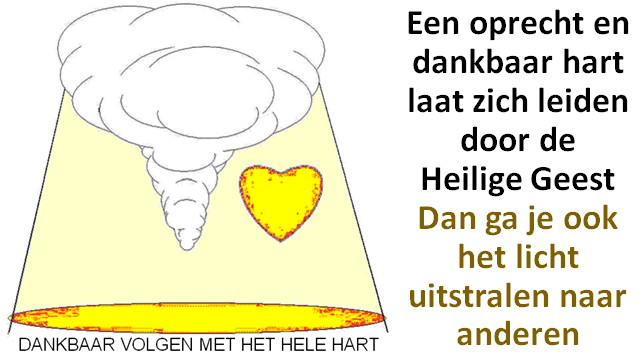 Een oprecht en
dankbaar hart
laat zich leiden
door de
Heilige Geest
Dan ga je ook
het licht
uitstralen naar
anderen
DANKBAAR VOLGEN MET HET HELE HART